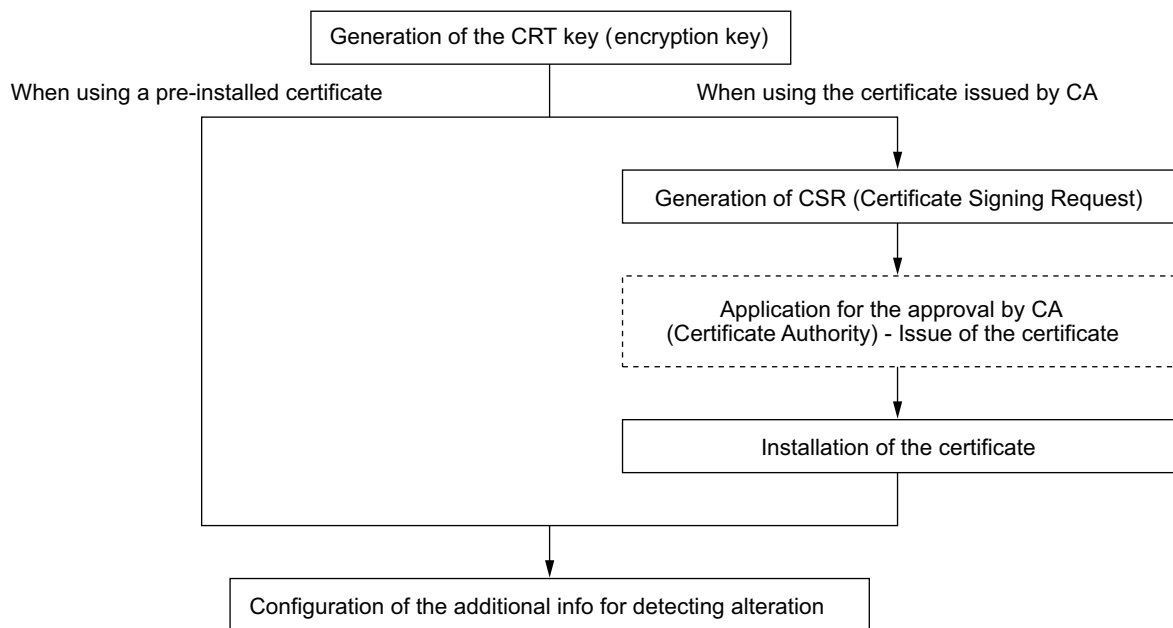 Generation of the CRT key (encryption key)
When using a pre-installed certificate
When using the certificate issued by CA
Generation of CSR (Certificate Signing Request)
Application for the approval by CA
(Certificate Authority) - Issue of the certificate
Installation of the certificate
Configuration of the additional info for detecting alteration